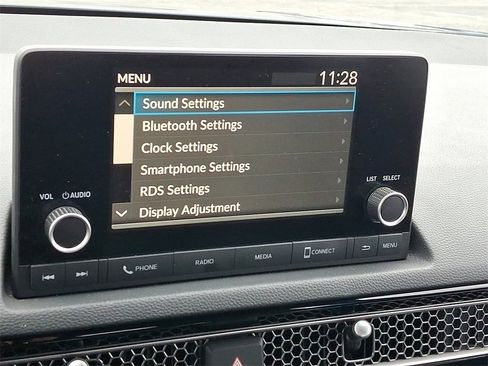 MENU 11:28
Sound Settings
Bluetooth Settings
Clock Settings
Smartphone Settings
RDS Settings
Display Adjustment
VOL AUDIO
LIST SELECT
PHONE RADIO MEDIA CONNECT MENU